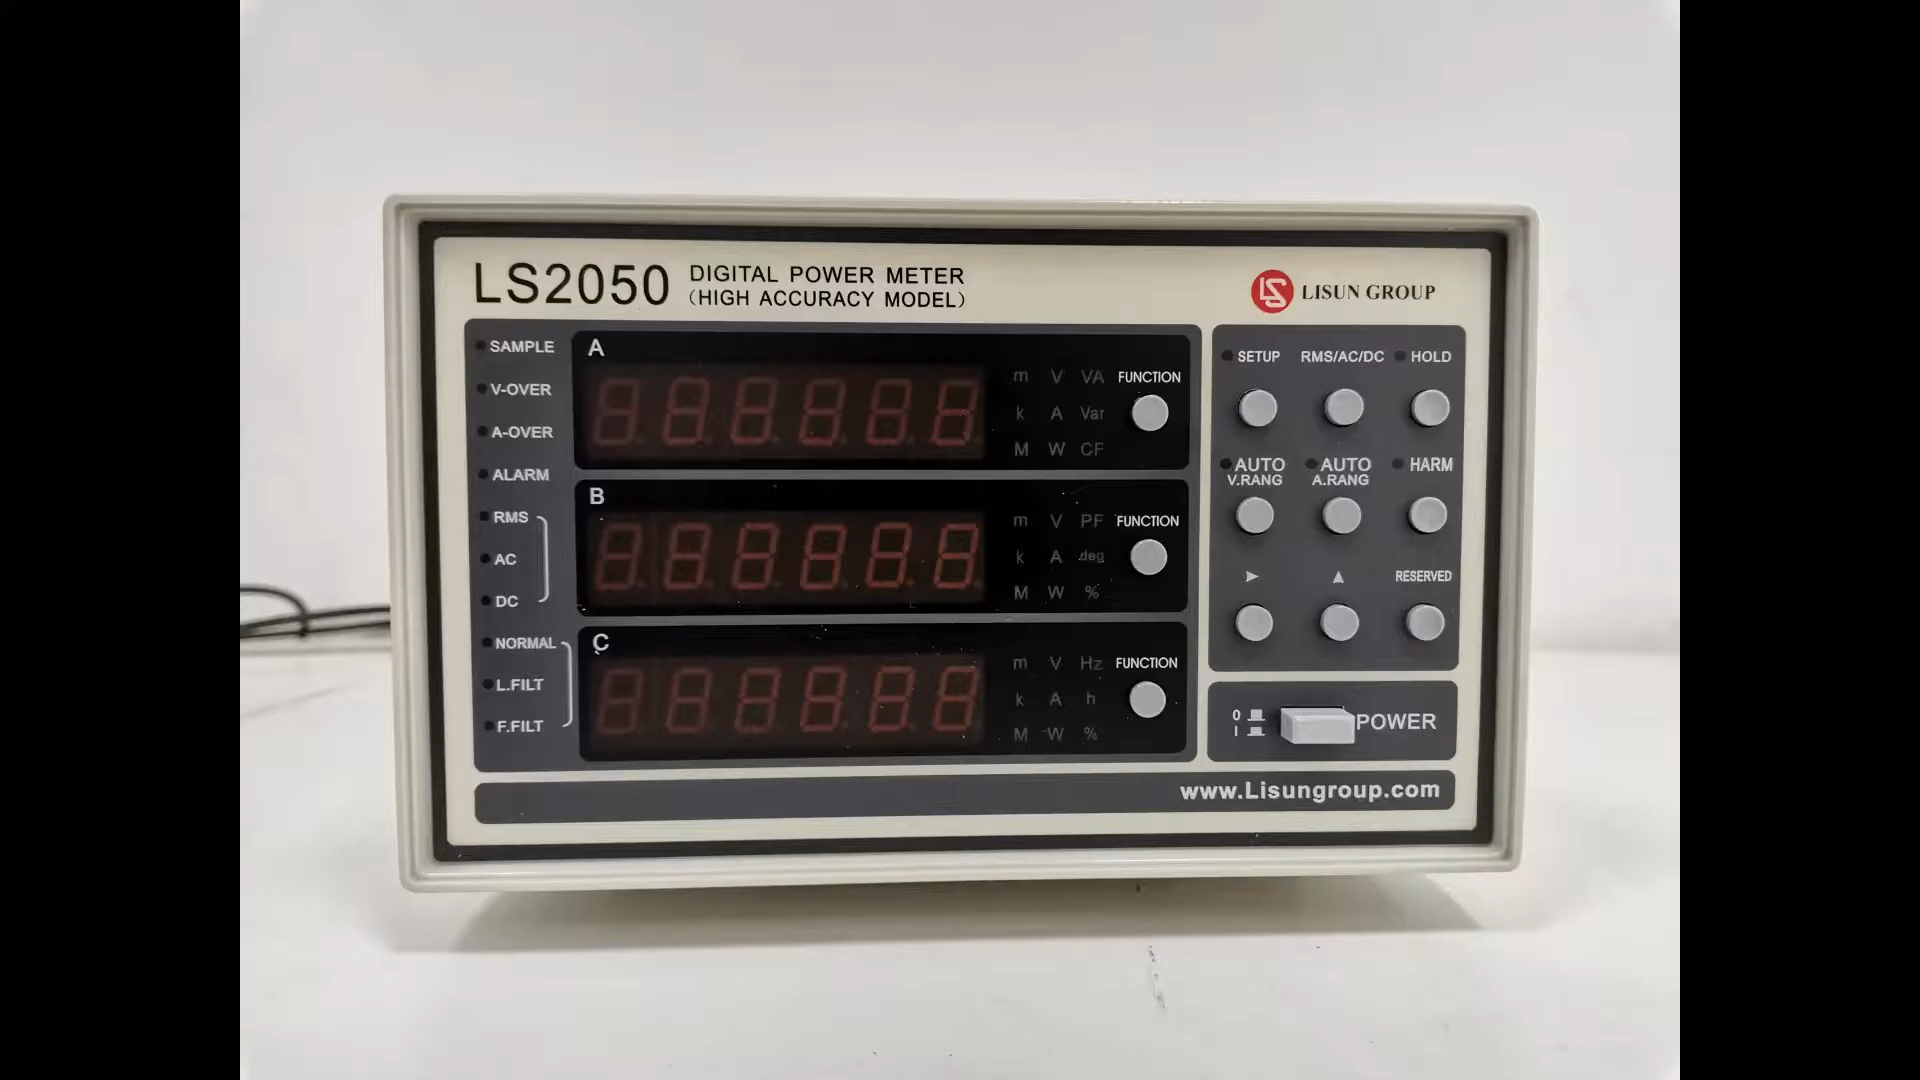 LS2050 DIGITAL POWER METER
(HIGH ACCURACY MODEL)
LS LISUN GROUP
SAMPLE
V-OVER
A-OVER
ALARM
RMS
AC
DC
NORMAL
L.FILT
F.FILT
A
m V VA FUNCTION
k A Var
M W CF
B
m V PF FUNCTION
k A deg
M W %
C
m V Hz FUNCTION
k A h
M W %
SETUP RMS/AC/DC HOLD
AUTO AUTO HARM
V.RANG A.RANG
► ▲ RESERVED
0
I
POWER
www.Lisungroup.com